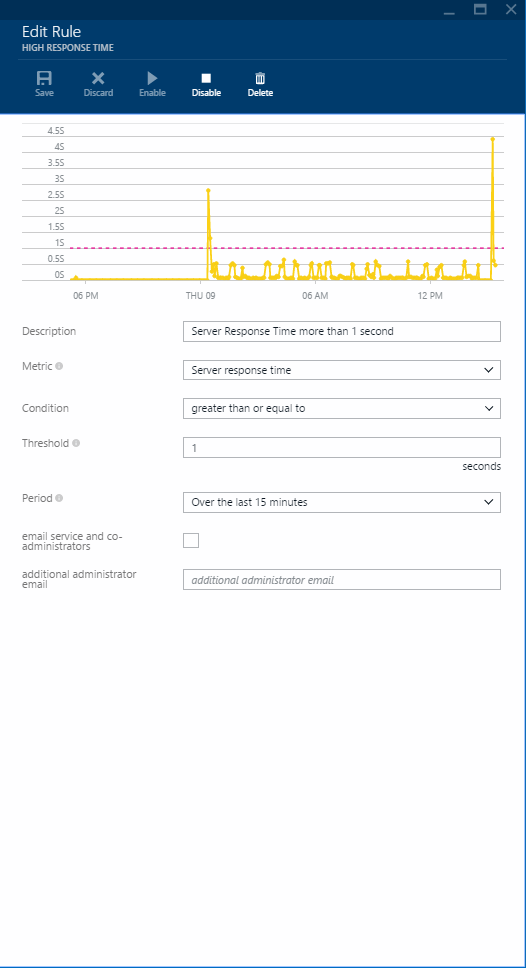 Edit Rule
HIGH RESPONSE TIME
Save Discard Enable Disable Delete
4.5S
4S
3.5S
3S
2.5S
2S
1.5S
1S
0.5S
0S
06 PM THU 09 06 AM 12 PM
Description Server Response Time more than 1 second
Metric Server response time
Condition greater than or equal to
Threshold 1
seconds
Period Over the last 15 minutes
email service and co-
administrators
additional administrator
email
additional administrator email